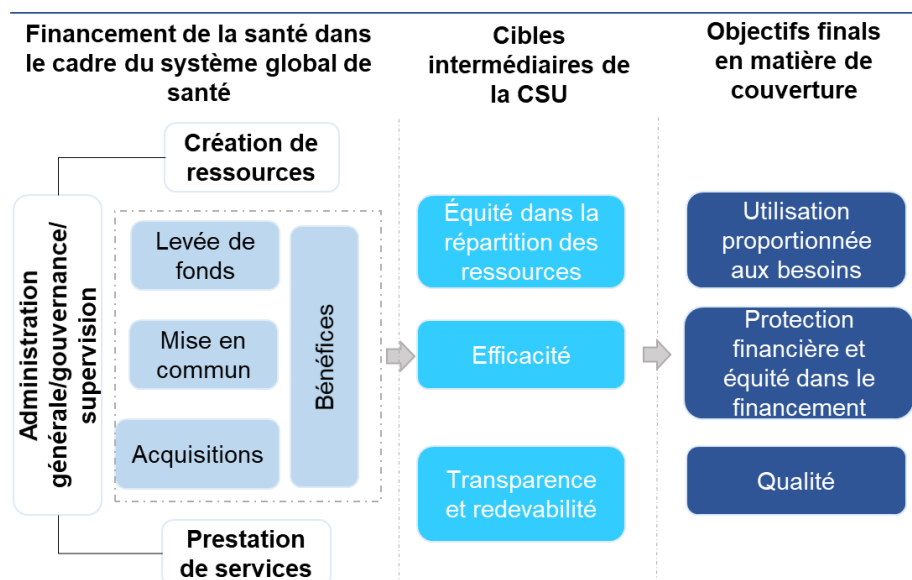 Financement de la santé dans
le cadre du système global de
santé
Création de
ressources
Administration
générale/gouvernance/
supervision
Levée de
fonds
Mise en
commun
Acquisitions
Bénéfices
Prestation
de services
Cibles
intermédiaires de
la CSU
Équité dans la
répartition des
ressources
Efficacité
Transparence
et redevabilité
Objectifs finals
en matière de
couverture
Utilisation
proportionnée
aux besoins
Protection
financière et
équité dans le
financement
Qualité